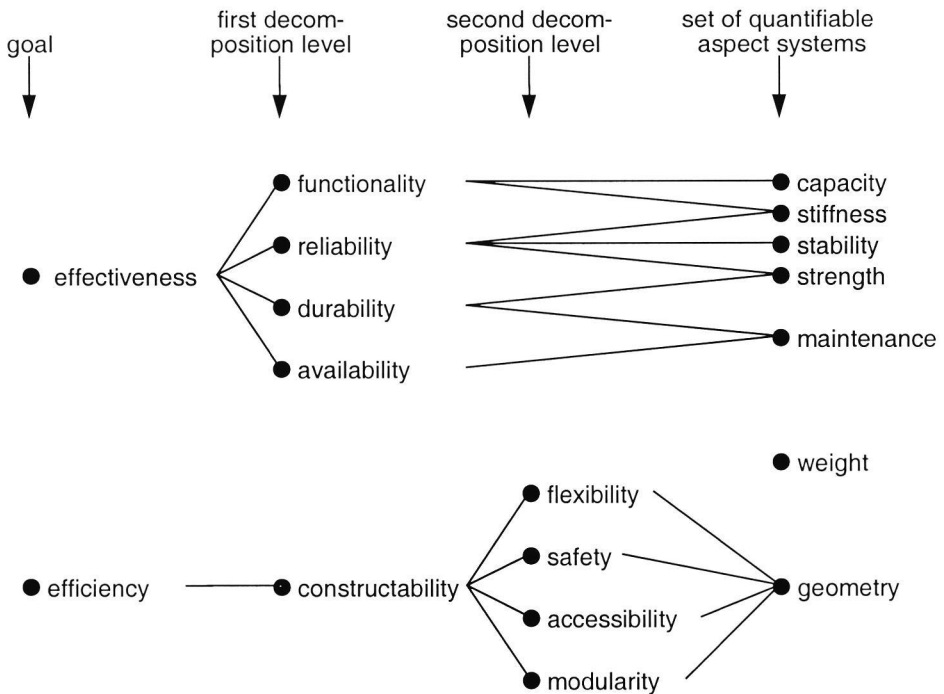 goal
first decom-
position level
second decom-
position level
set of quantifiable
aspect systems
functionality
capacity
stiffness
reliability
stability
effectiveness
strength
durability
maintenance
availability
weight
flexibility
safety
efficiency
constructability
geometry
accessibility
modularity